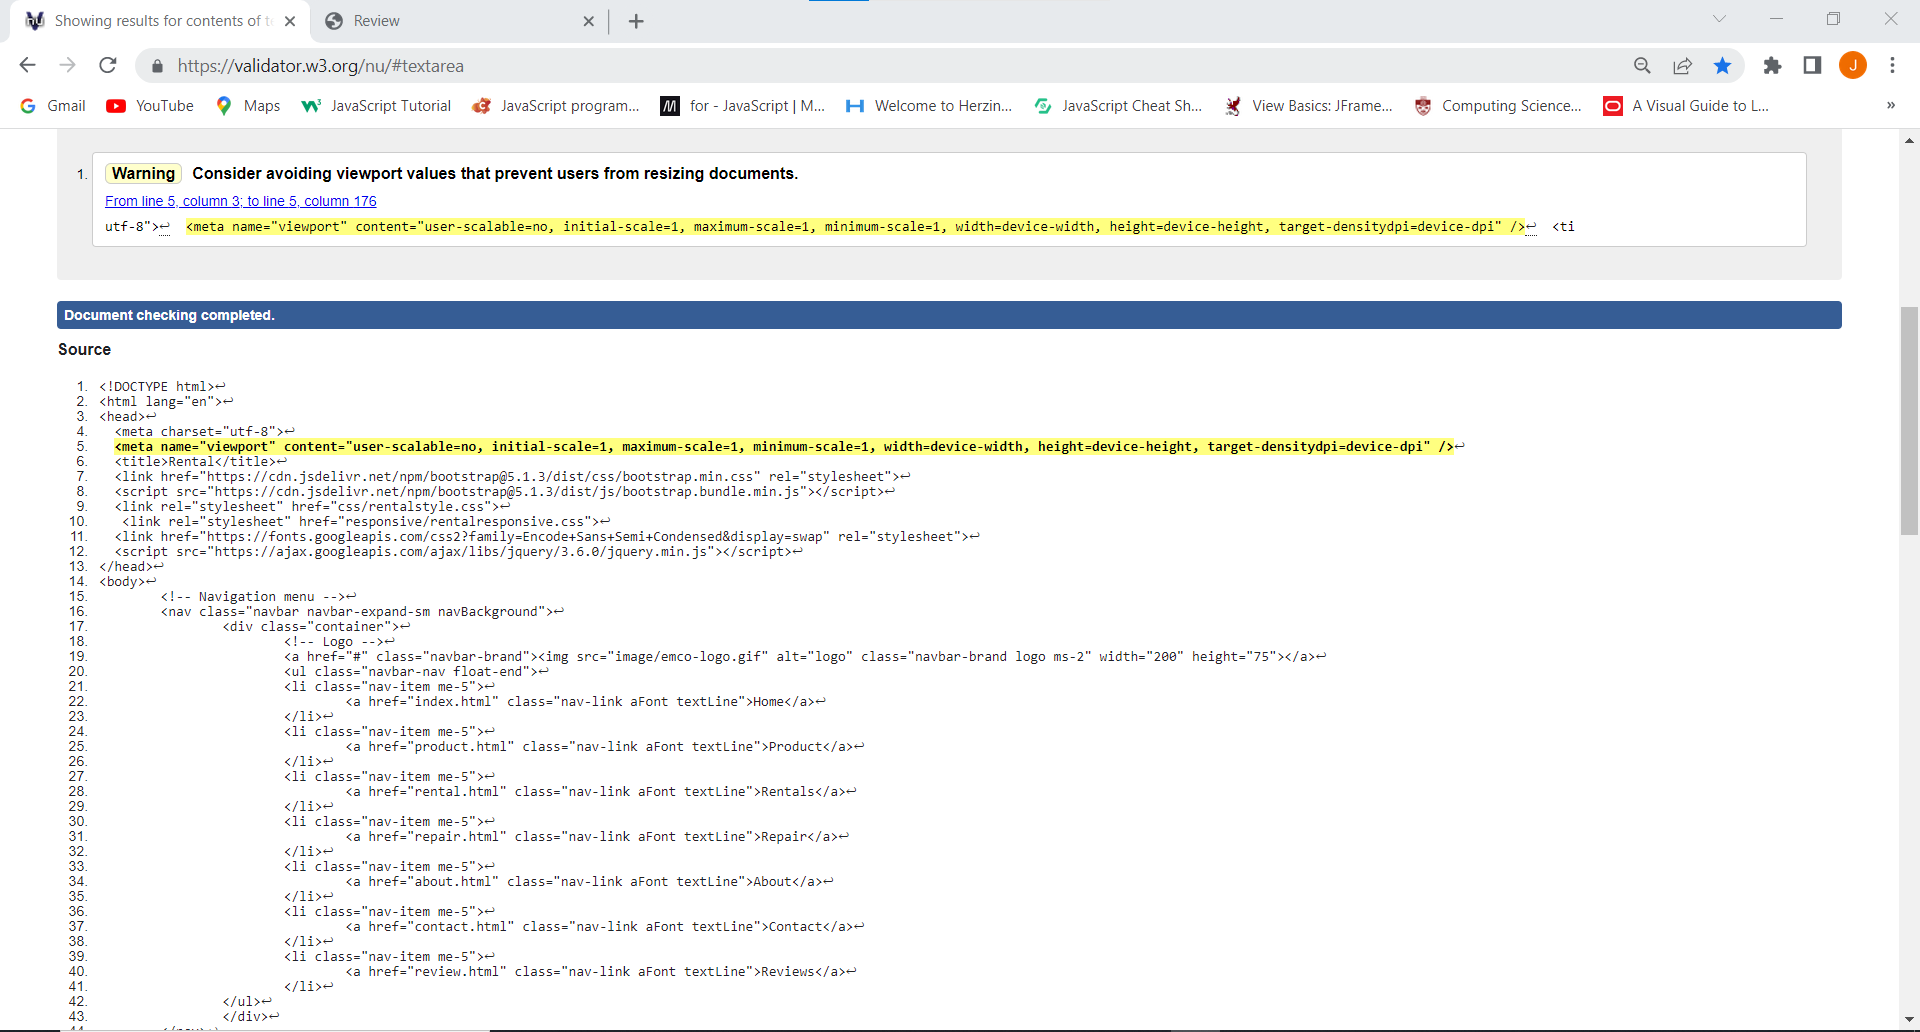 Showing results for contents of te
Review
https://validator.w3.org/nu/#textarea
J
Gmail
YouTube
Maps
JavaScript Tutorial
JavaScript program...
for - JavaScript | M...
Welcome to Herzin...
JavaScript Cheat Sh...
View Basics: JFrame...
Computing Science...
A Visual Guide to L...
»
1. Warning Consider avoiding viewport values that prevent users from resizing documents.
From line 5, column 3; to line 5, column 176
utf-8">↩ <meta name="viewport" content="user-scalable=no, initial-scale=1, maximum-scale=1, minimum-scale=1, width=device-width, height=device-height, target-densitydpi=device-dpi" />↩ <ti
Document checking completed.
Source
1. <!DOCTYPE html>↩
2. <html lang="en">↩
3. <head>↩
4. <meta charset="utf-8">↩
5. <meta name="viewport" content="user-scalable=no, initial-scale=1, maximum-scale=1, minimum-scale=1, width=device-width, height=device-height, target-densitydpi=device-dpi" />↩
6. <title>Rental</title>↩
7. <link href="https://cdn.jsdelivr.net/npm/bootstrap@5.1.3/dist/css/bootstrap.min.css" rel="stylesheet">↩
8. <script src="https://cdn.jsdelivr.net/npm/bootstrap@5.1.3/dist/js/bootstrap.bundle.min.js"></script>↩
9. <link rel="stylesheet" href="css/rentalstyle.css">↩
10. <link rel="stylesheet" href="responsive/rentalresponsive.css">↩
11. <link href="https://fonts.googleapis.com/css2?family=Encode+Sans+Semi+Condensed&display=swap" rel="stylesheet">↩
12. <script src="https://ajax.googleapis.com/ajax/libs/jquery/3.6.0/jquery.min.js"></script>↩
13. </head>↩
14. <body>↩
15. <!-- Navigation menu -->↩
16. <nav class="navbar navbar-expand-sm navBackground">↩
17. <div class="container">↩
18. <!-- Logo -->↩
19. <a href="#" class="navbar-brand"><img src="image/emco-logo.gif" alt="logo" class="navbar-brand logo ms-2" width="200" height="75"></a>↩
20. <ul class="navbar-nav float-end">↩
21. <li class="nav-item me-5">↩
22. <a href="index.html" class="nav-link aFont textLine">Home</a>↩
23. </li>↩
24. <li class="nav-item me-5">↩
25. <a href="product.html" class="nav-link aFont textLine">Product</a>↩
26. </li>↩
27. <li class="nav-item me-5">↩
28. <a href="rental.html" class="nav-link aFont textLine">Rentals</a>↩
29. </li>↩
30. <li class="nav-item me-5">↩
31. <a href="repair.html" class="nav-link aFont textLine">Repair</a>↩
32. </li>↩
33. <li class="nav-item me-5">↩
34. <a href="about.html" class="nav-link aFont textLine">About</a>↩
35. </li>↩
36. <li class="nav-item me-5">↩
37. <a href="contact.html" class="nav-link aFont textLine">Contact</a>↩
38. </li>↩
39. <li class="nav-item me-5">↩
40. <a href="review.html" class="nav-link aFont textLine">Reviews</a>↩
41. </li>↩
42. </ul>↩
43. </div>↩